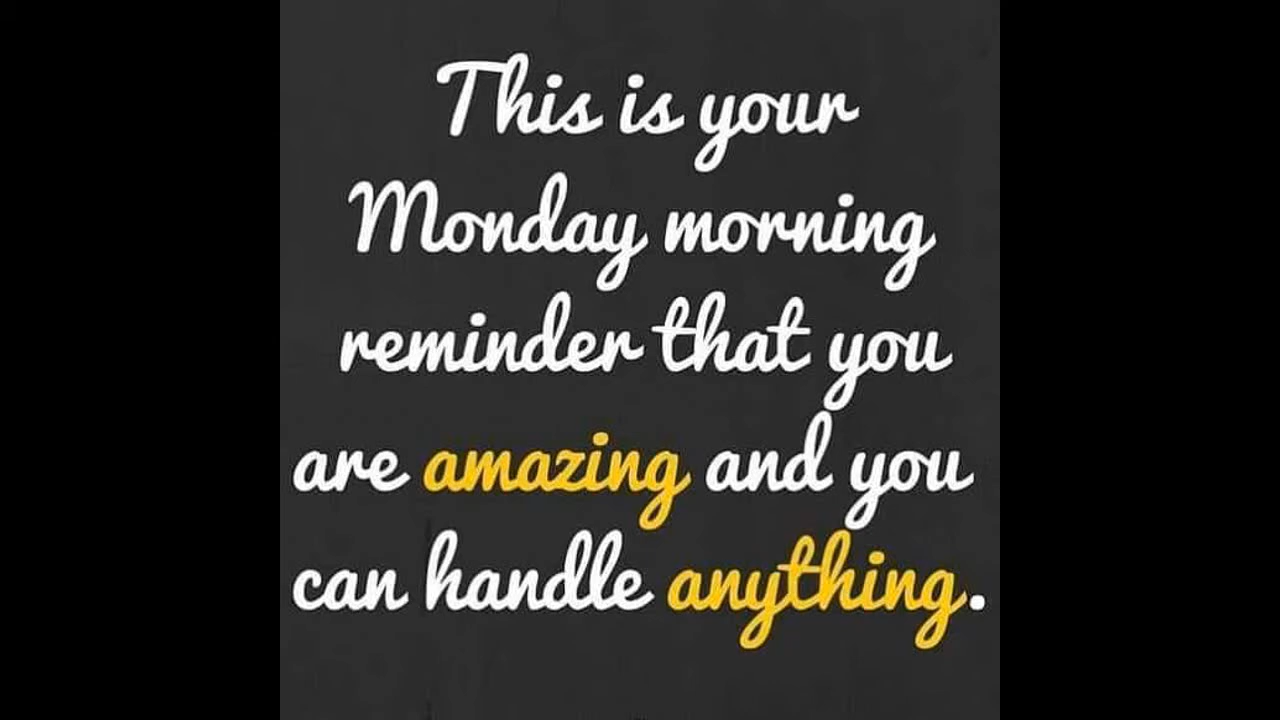 This is your
Monday morning
reminder that you
are amazing and you
can handle anything.